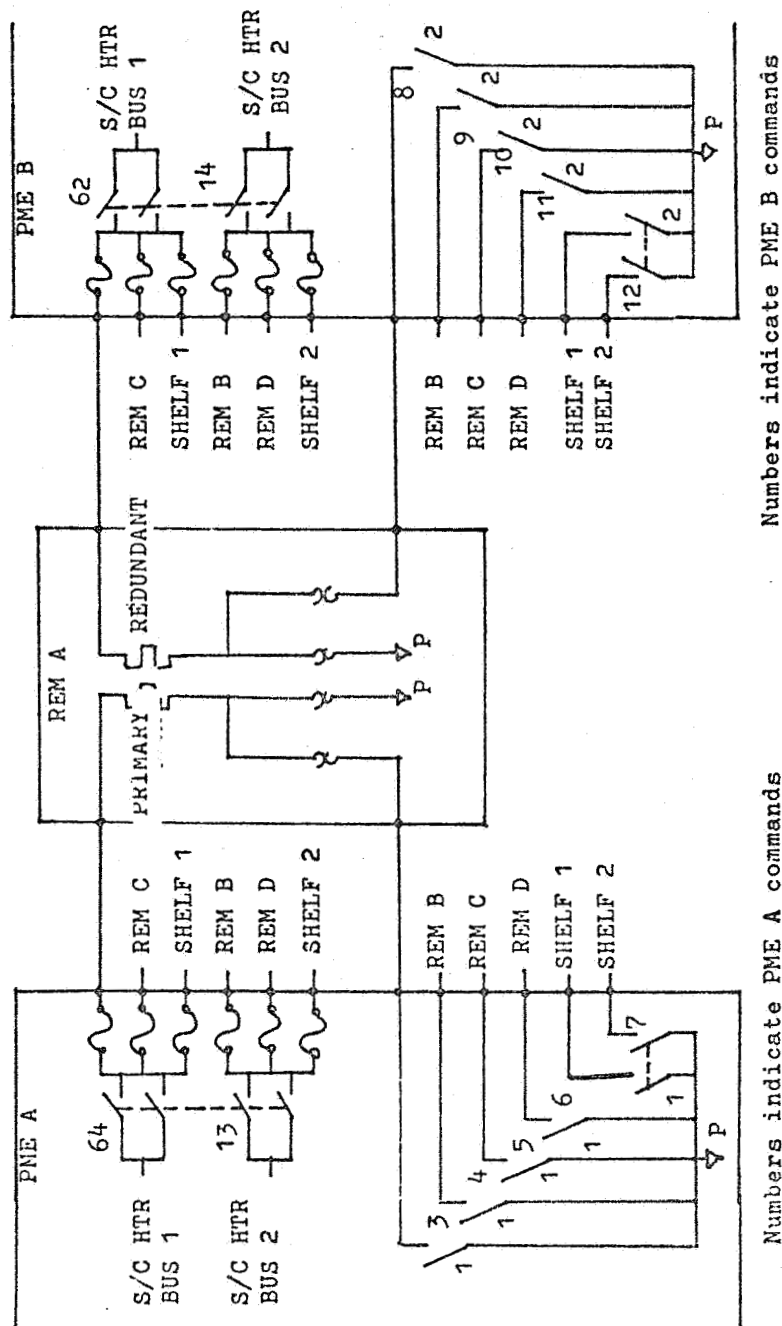 PME B
62
S/C HTR
BUS 1
14
S/C HTR
BUS 2
REM C
SHELF 1
REM B
REM D
SHELF 2
8
2
9
2
10
2
11
2
12
2
REM B
REM C
REM D
SHELF 1
SHELF 2
P
Numbers indicate PME B commands
REM A
REDUNDANT
PRIMARY
P
P
PME A
64
S/C HTR
BUS 1
13
S/C HTR
BUS 2
REM C
SHELF 1
REM B
REM D
SHELF 2
REM B
REM C
REM D
SHELF 1
SHELF 2
3
1
4
1
5
1
6
1
7
1
P
Numbers indicate PME A commands